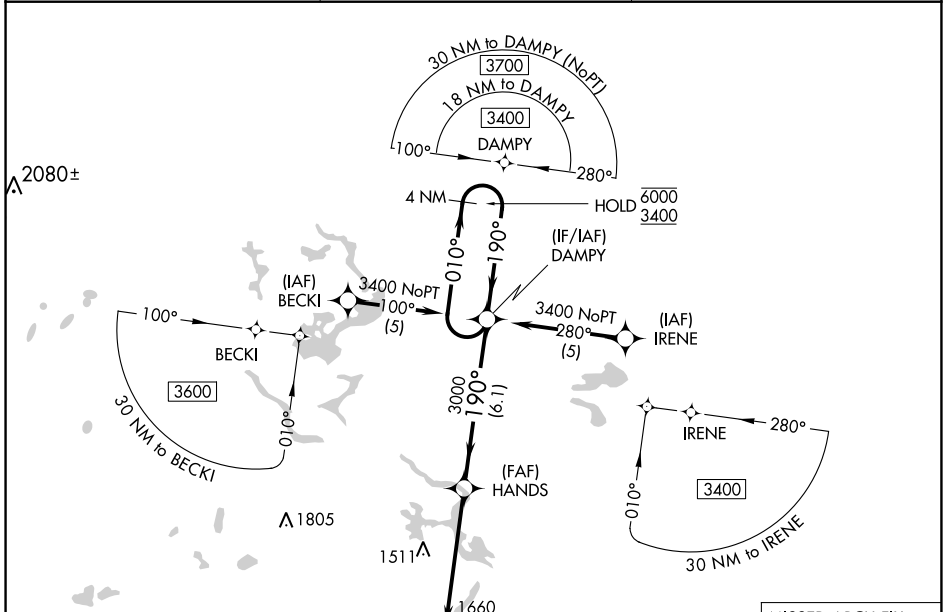 30 NM to DAMPY (NoPT)
3700
18 NM to DAMPY
3400
DAMPY
100°
280°
2080±
4 NM
HOLD 6000
3400
010°
190°
(IF/IAF)
DAMPY
(IAF)
BECKI
3400 NoPT
100°
(5)
3400 NoPT
280°
(5)
(IAF)
IRENE
100°
BECKI
3600
010°
30 NM to BECKI
3000
190°
(6.1)
IRENE
280°
3400
010°
30 NM to IRENE
(FAF)
HANDS
1805
1511
1660